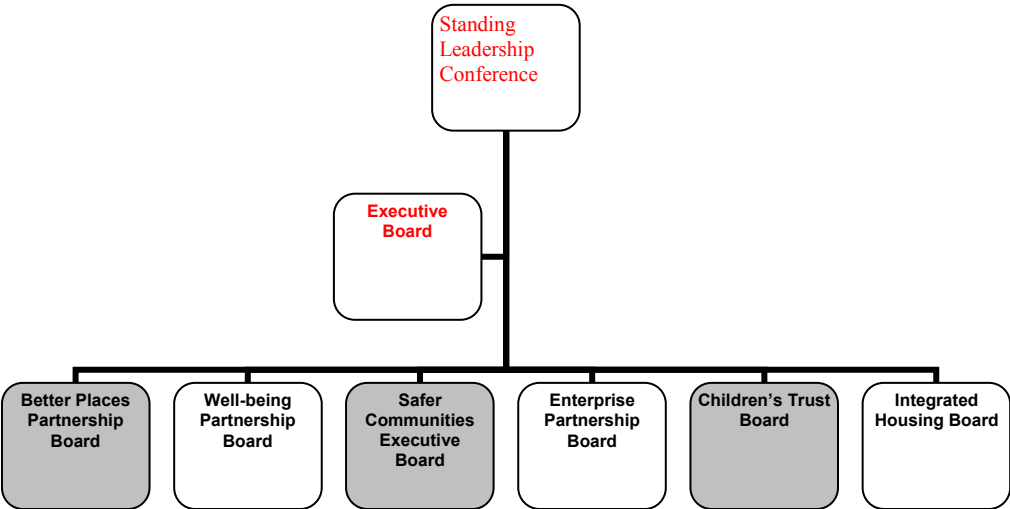 Standing
Leadership
Conference
Executive
Board
Better Places
Partnership
Board
Well-being
Partnership
Board
Safer
Communities
Executive
Board
Enterprise
Partnership
Board
Children’s Trust
Board
Integrated
Housing Board